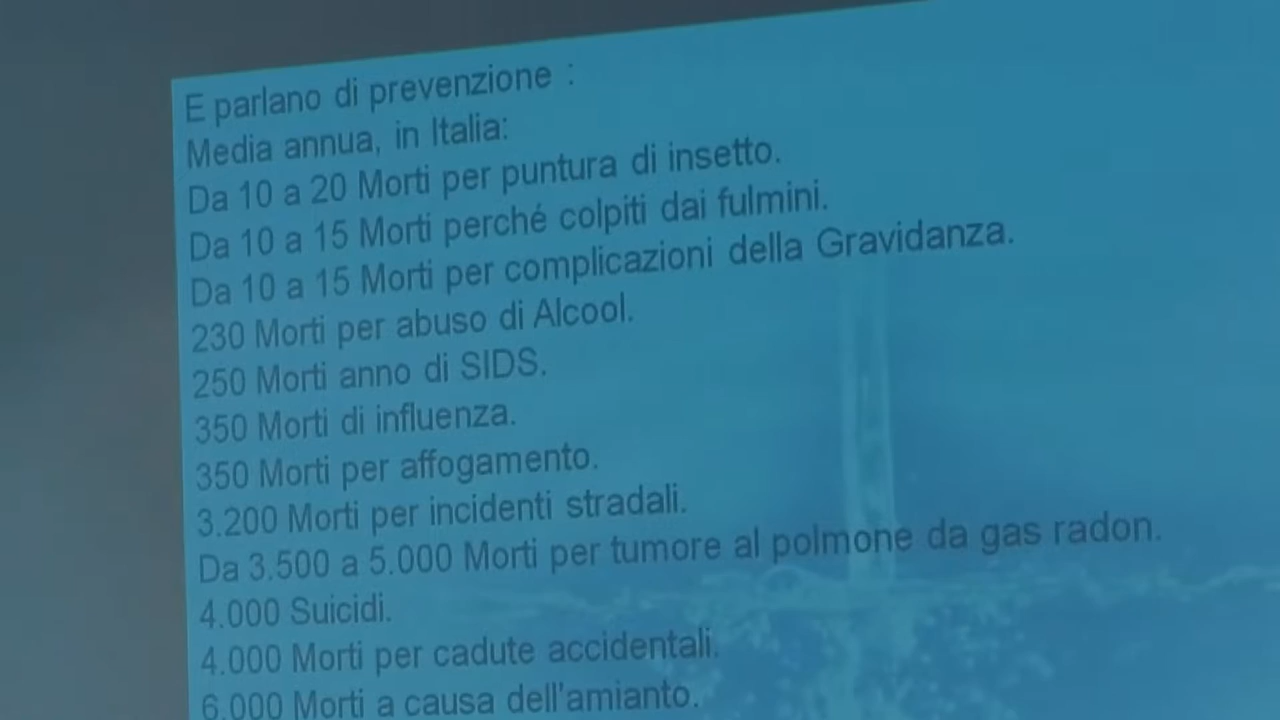 E parlano di prevenzione :
Media annua, in Italia:
Da 10 a 20 Morti per puntura di insetto.
Da 10 a 15 Morti perché colpiti dai fulmini.
Da 10 a 15 Morti per complicazioni della Gravidanza.
230 Morti per abuso di Alcool.
250 Morti anno di SIDS.
350 Morti di influenza.
350 Morti per affogamento.
3.200 Morti per incidenti stradali.
Da 3.500 a 5.000 Morti per tumore al polmone da gas radon.
4.000 Suicidi.
4.000 Morti per cadute accidentali.
6.000 Morti a causa dell'amianto.